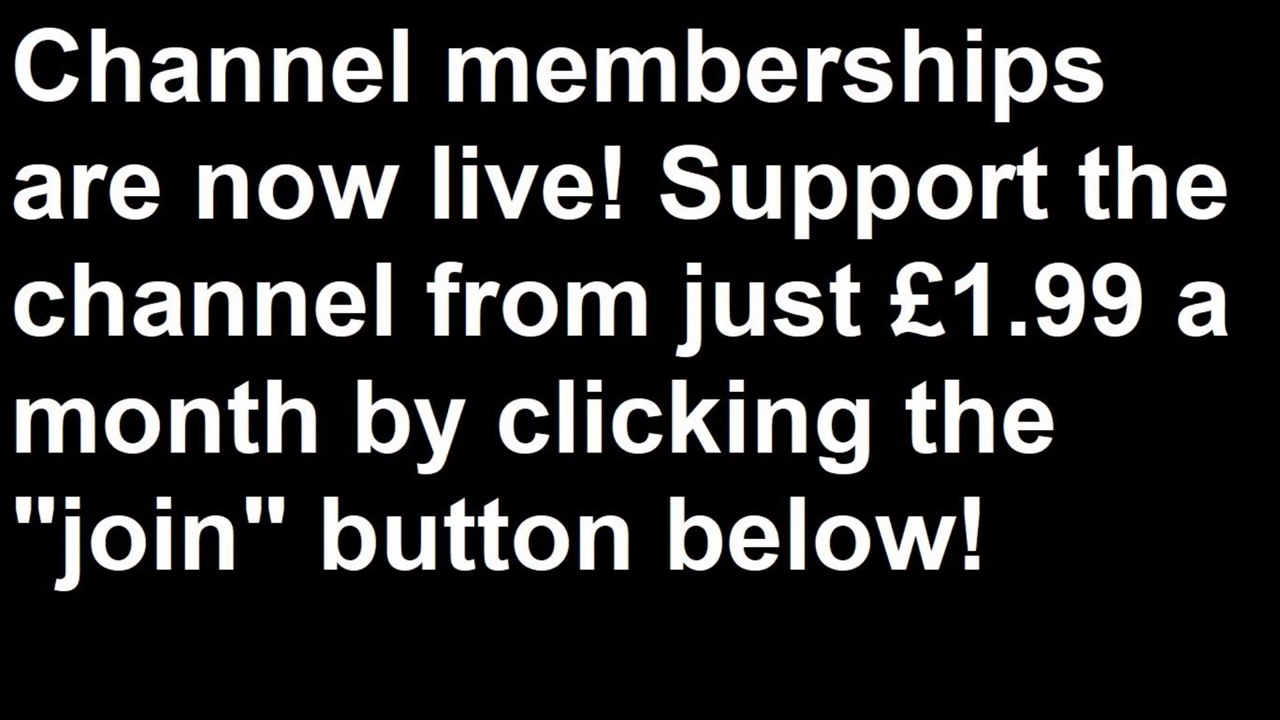 Channel memberships
are now live! Support the
channel from just £1.99 a
month by clicking the
"join" button below!